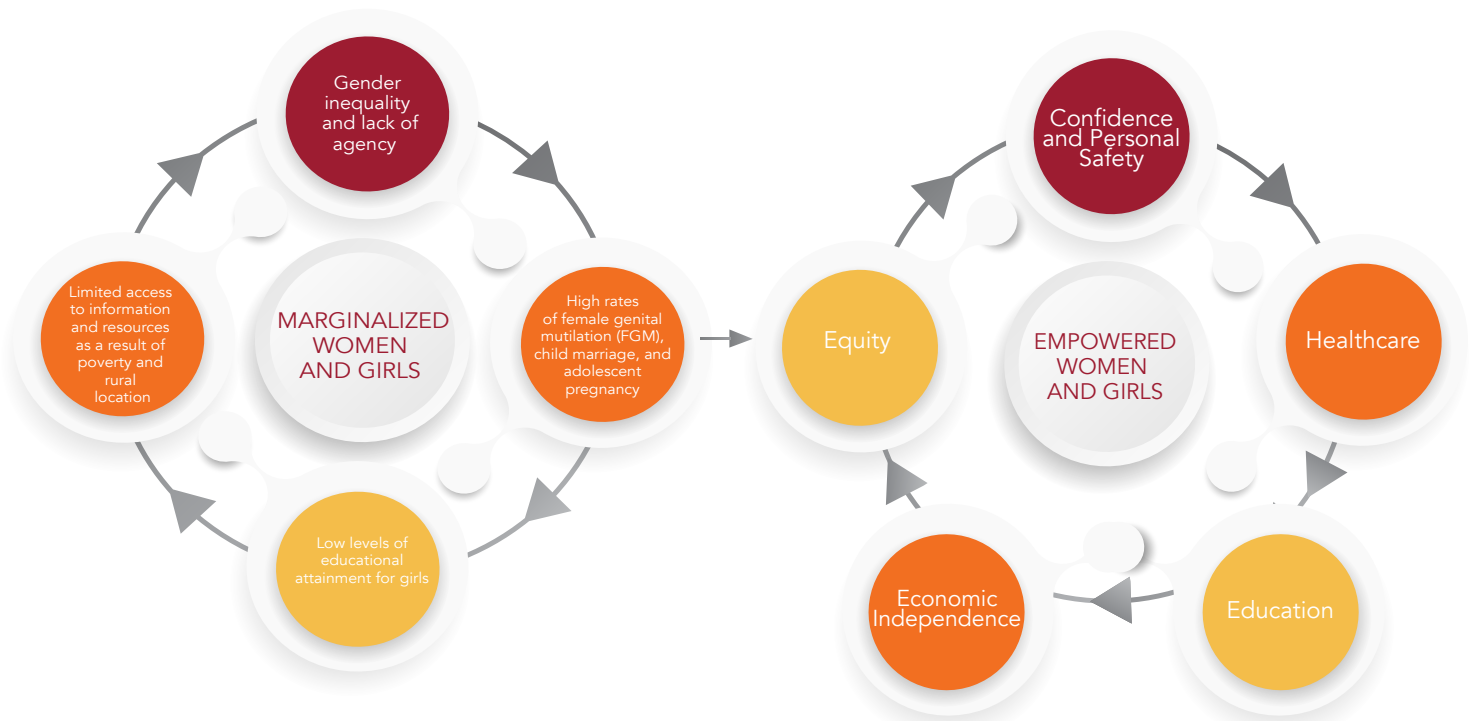 Gender
inequality
and lack of
agency
Limited access
to information
and resources
as a result of
poverty and
rural
location
MARGINALIZED
WOMEN
AND GIRLS
High rates
of female genital
mutilation (FGM),
child marriage, and
adolescent
pregnancy
Low levels of
educational
attainment for girls
Confidence
and Personal
Safety
Equity
EMPOWERED
WOMEN
AND GIRLS
Healthcare
Economic
Independence
Education